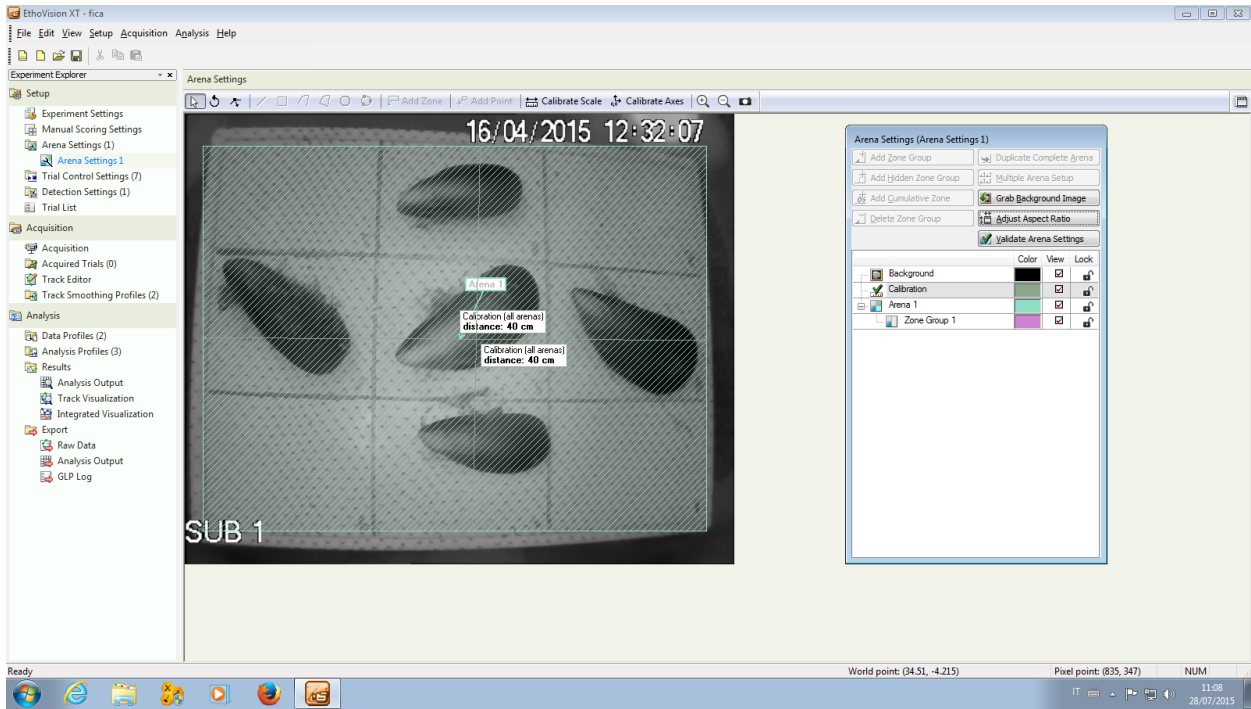 EthoVision XT - fica
File Edit View Setup Acquisition Analysis Help
Experiment Explorer
Setup
Experiment Settings
Manual Scoring Settings
Arena Settings (1)
Arena Settings 1
Trial Control Settings (7)
Detection Settings (1)
Trial List
Acquisition
Acquisition
Acquired Trials (0)
Track Editor
Track Smoothing Profiles (2)
Analysis
Data Profiles (2)
Analysis Profiles (3)
Results
Analysis Output
Track Visualization
Integrated Visualization
Export
Raw Data
Analysis Output
GLP Log
Arena Settings
Add Zone Add Point Calibrate Scale Calibrate Axes
16/04/2015 12:32:07
Arena 1
Calibration (all arenas)
distance: 40 cm
Calibration (all arenas)
distance: 40 cm
SUB 1
Arena Settings (Arena Settings 1)
Add Zone Group Duplicate Complete Arena
Add Hidden Zone Group Multiple Arena Setup
Add Cumulative Zone Grab Background Image
Delete Zone Group Adjust Aspect Ratio
Validate Arena Settings
Color View Lock
Background
Calibration
Arena 1
Zone Group 1
Ready World point: (34.51, -4.215) Pixel point: (835, 347) NUM
IT 11:08
28/07/2015